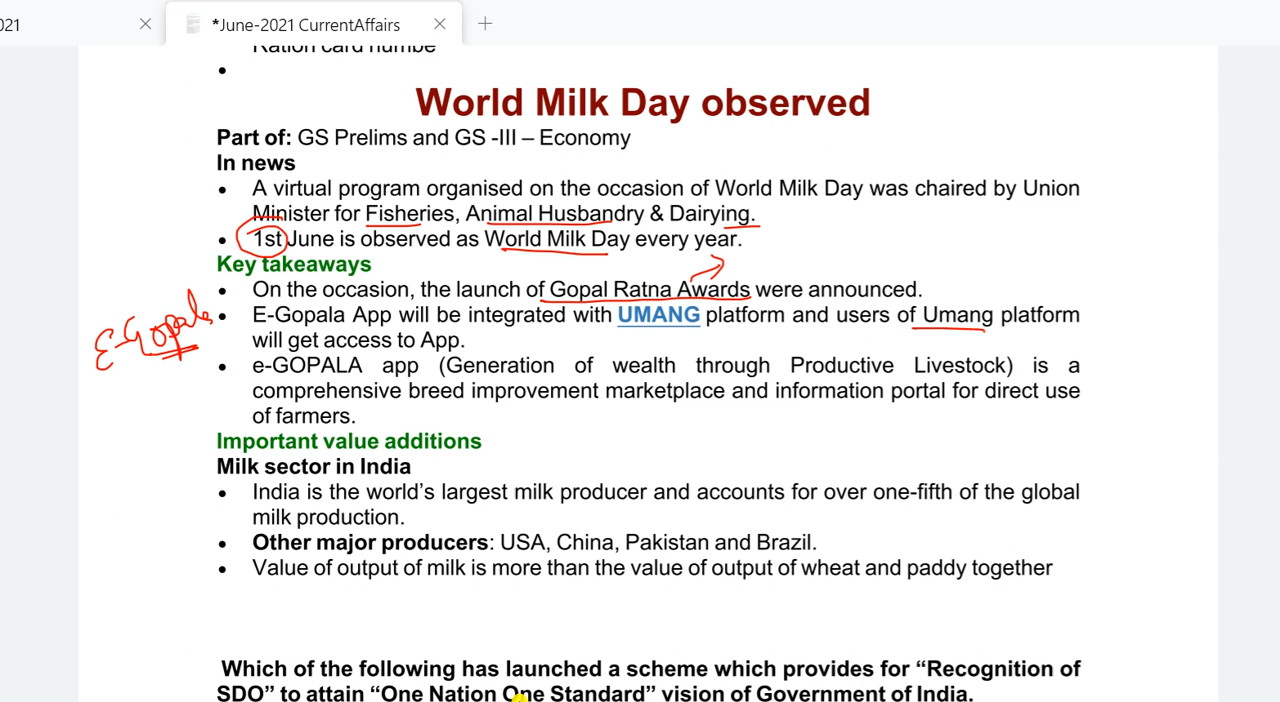 021
*June-2021 CurrentAffairs
Ration card numbe
World Milk Day observed
Part of: GS Prelims and GS -III – Economy
In news
• A virtual program organised on the occasion of World Milk Day was chaired by Union
Minister for Fisheries, Animal Husbandry & Dairying.
• 1st June is observed as World Milk Day every year.
Key takeaways
• On the occasion, the launch of Gopal Ratna Awards were announced.
E-Gopala
• E-Gopala App will be integrated with UMANG platform and users of Umang platform
will get access to App.
• e-GOPALA app (Generation of wealth through Productive Livestock) is a
comprehensive breed improvement marketplace and information portal for direct use
of farmers.
Important value additions
Milk sector in India
• India is the world’s largest milk producer and accounts for over one-fifth of the global
milk production.
• Other major producers: USA, China, Pakistan and Brazil.
• Value of output of milk is more than the value of output of wheat and paddy together
Which of the following has launched a scheme which provides for “Recognition of
SDO” to attain “One Nation One Standard” vision of Government of India.